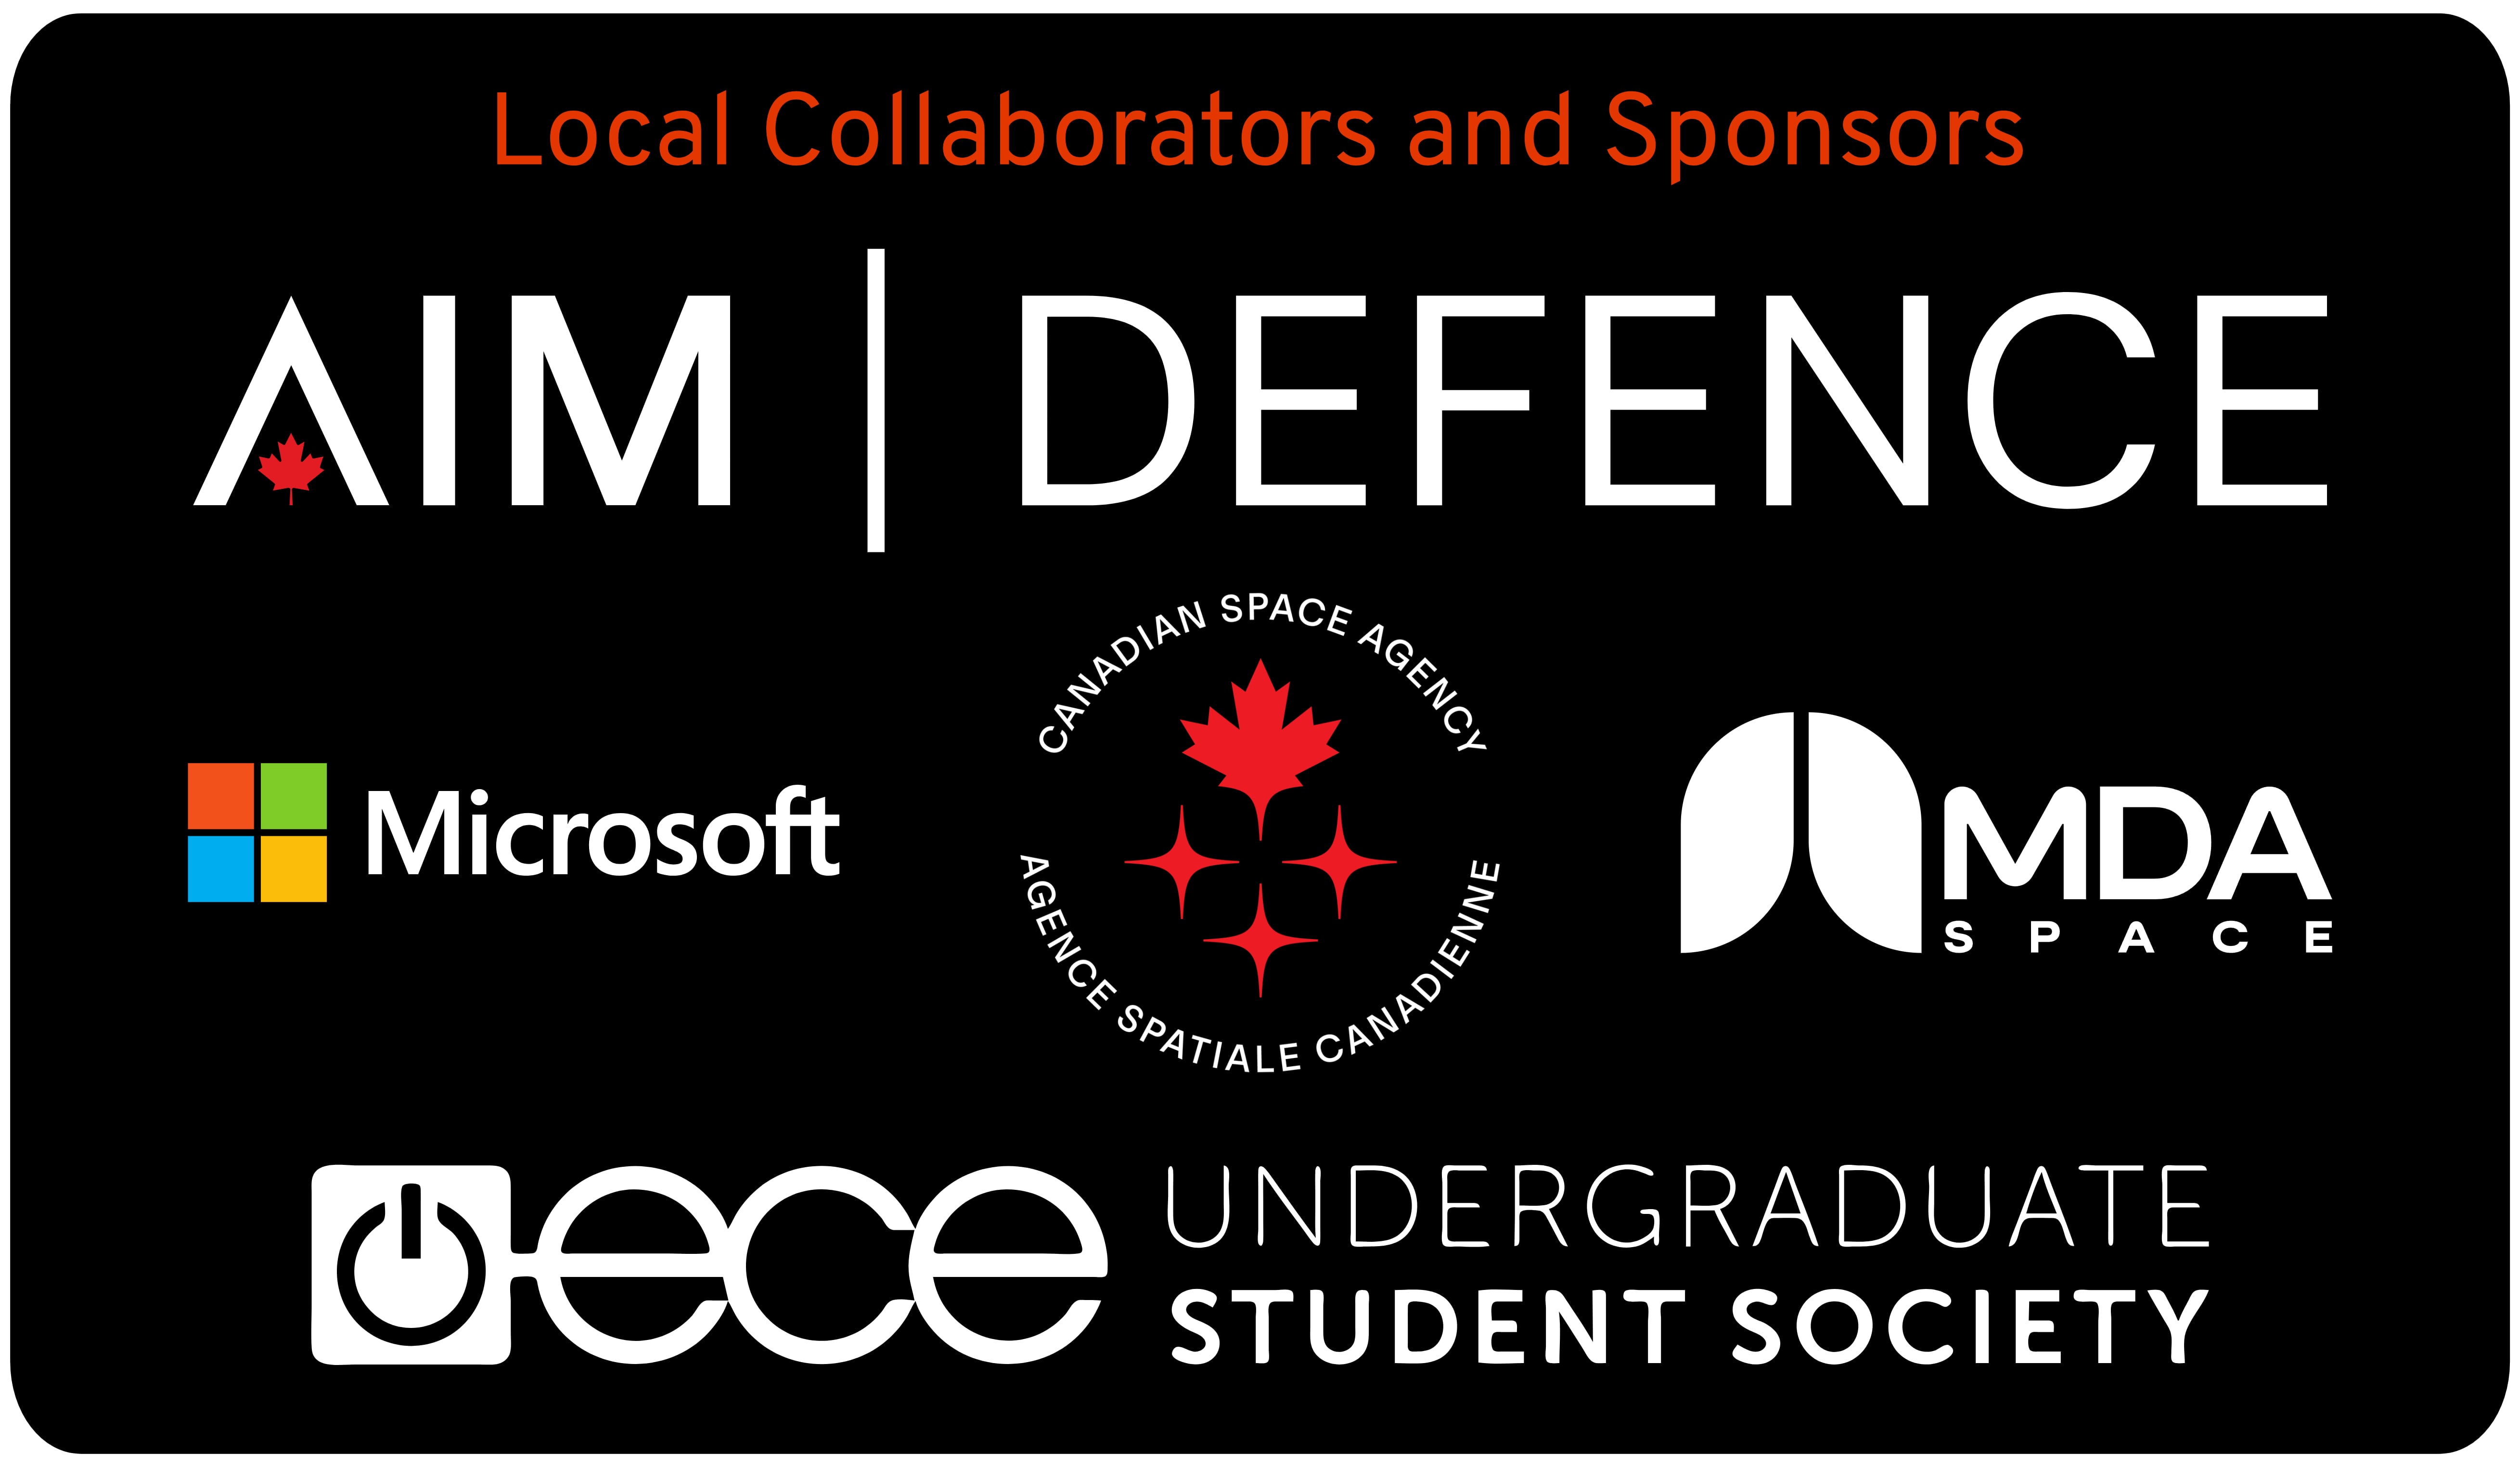 Local Collaborators and Sponsors
AIM | DEFENCE
CANADIAN SPACE AGENCY
AGENCE SPATIALE CANADIENNE
Microsoft
MDA
SPACE
ece
UNDERGRADUATE
STUDENT SOCIETY